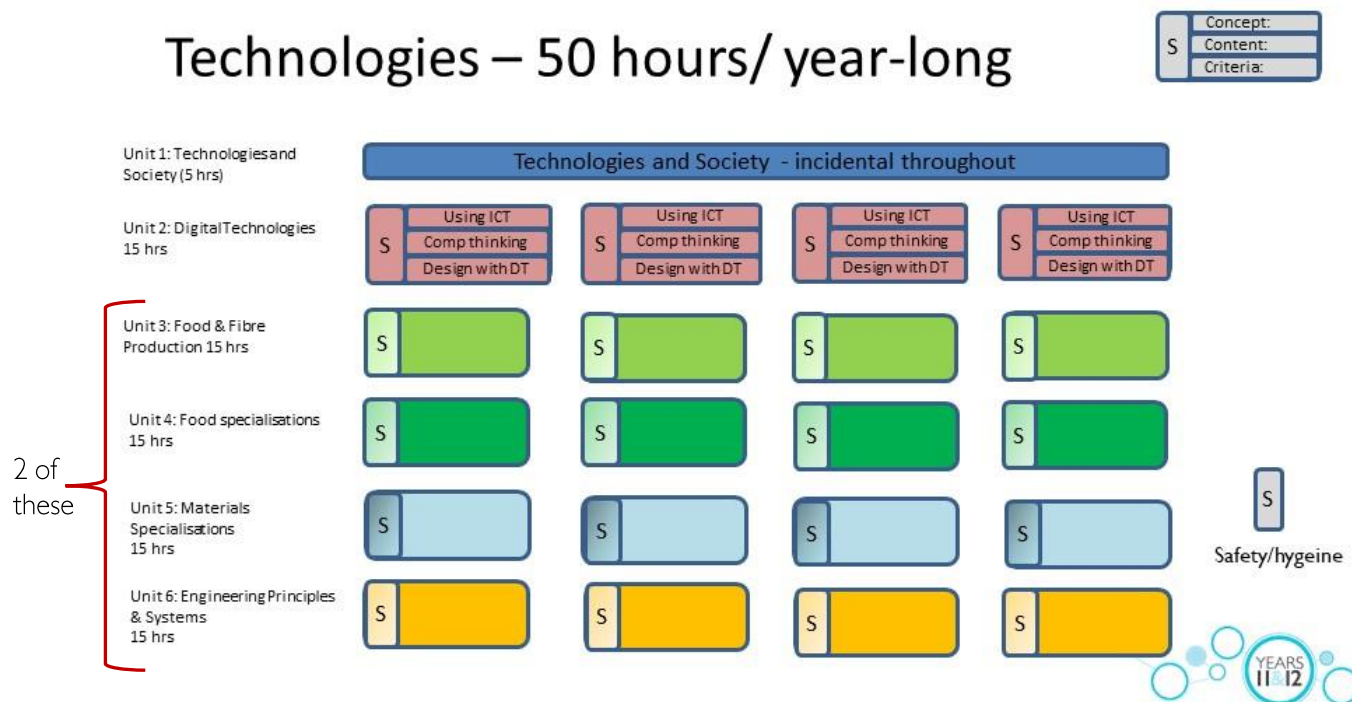 Technologies – 50 hours/ year-long
S
Concept:
Content:
Criteria:
Unit 1: Technologies and
Society (5 hrs)
Technologies and Society - incidental throughout
Unit 2: Digital Technologies
15 hrs
S
Using ICT
Comp thinking
Design with DT
S
Using ICT
Comp thinking
Design with DT
S
Using ICT
Comp thinking
Design with DT
S
Using ICT
Comp thinking
Design with DT
2 of
these
Unit 3: Food & Fibre
Production 15 hrs
S
S
S
S
Unit 4: Food specialisations
15 hrs
S
S
S
S
Unit 5: Materials
Specialisations
15 hrs
S
S
S
S
Unit 6: Engineering Principles
& Systems
15 hrs
S
S
S
S
S
Safety/hygeine
YEARS
11&12